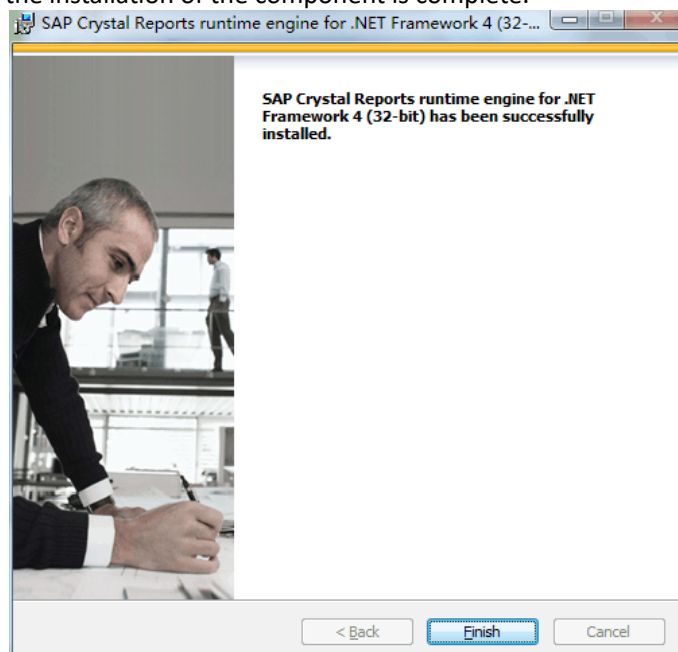 the installation of the component is complete.
SAP Crystal Reports runtime engine for .NET Framework 4 (32-...
SAP Crystal Reports runtime engine for .NET
Framework 4 (32-bit) has been successfully
installed.
< Back
Finish
Cancel